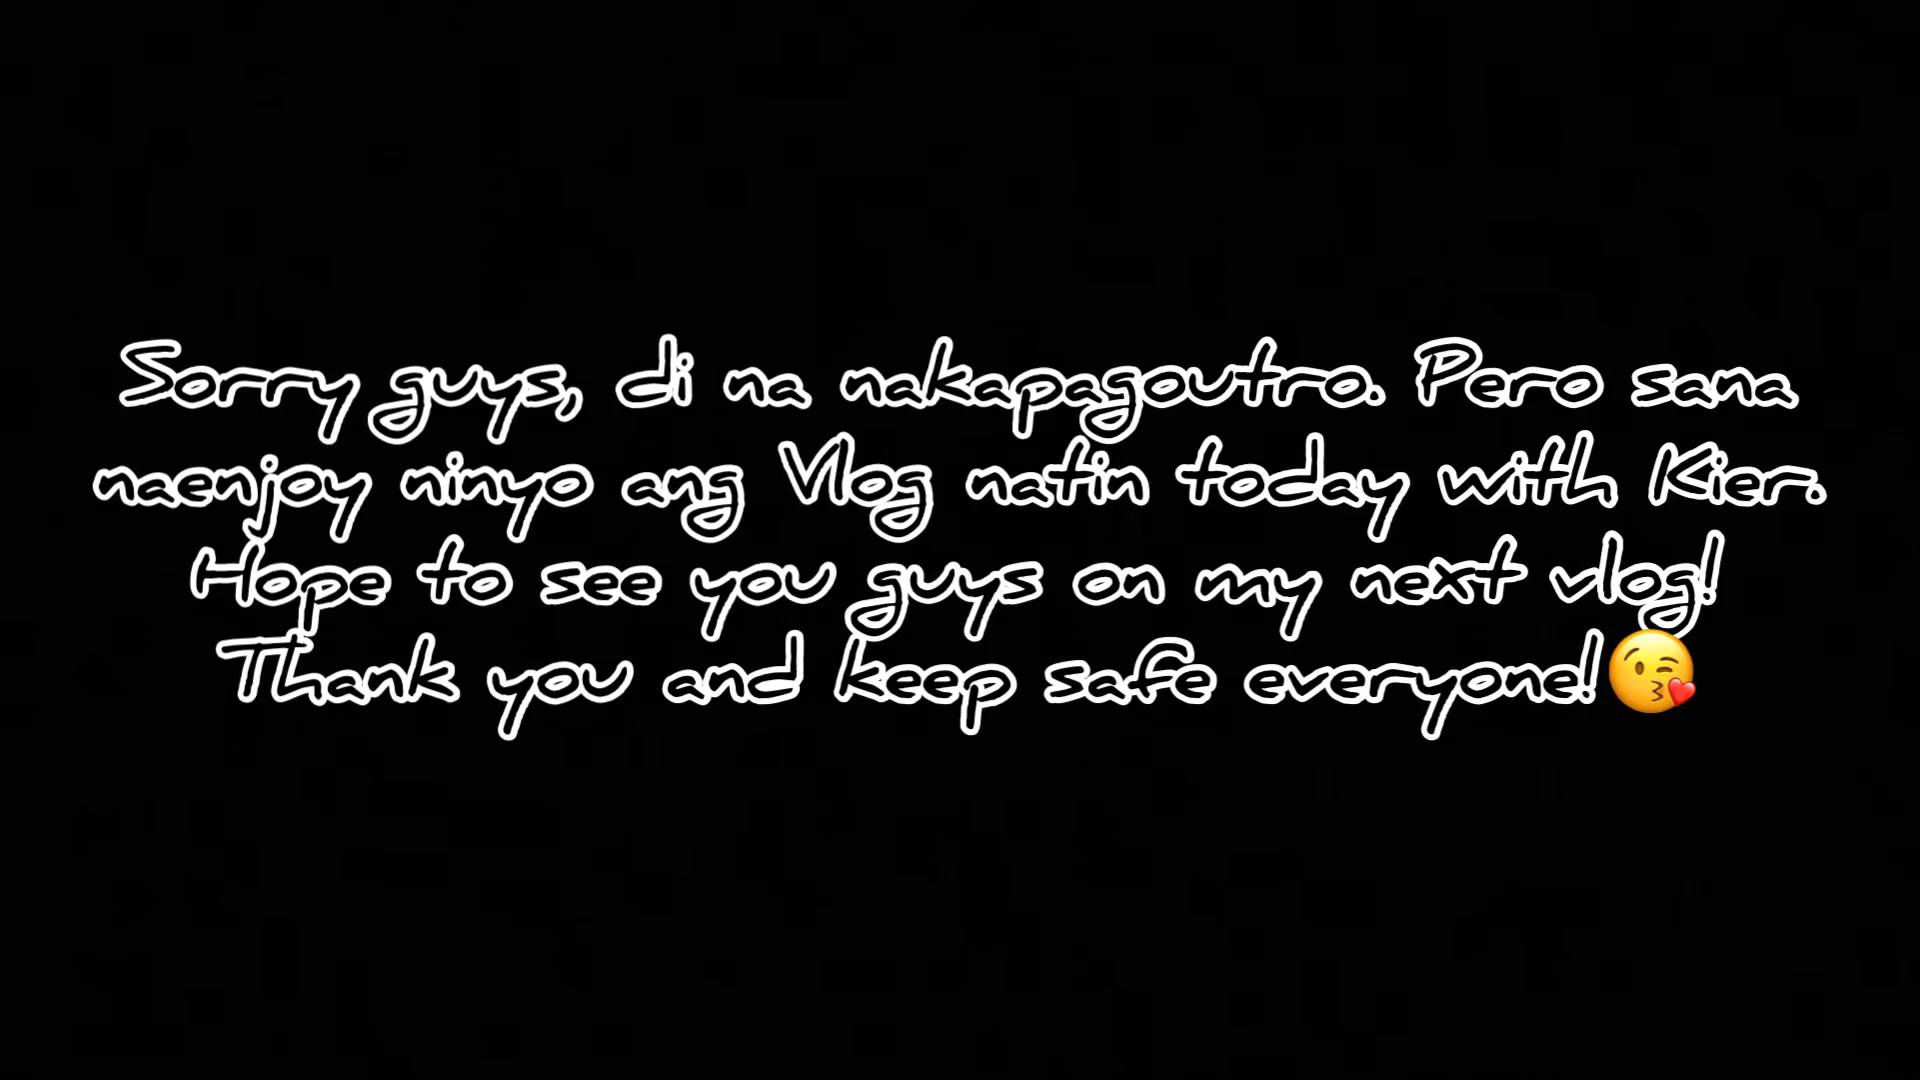 Sorry guys, di na nakapagoutro. Pero sana
naenjoy ninyo ang Vlog natin today with Kier.
Hope to see you guys on my next vlog!
Thank you and keep safe everyone!😘